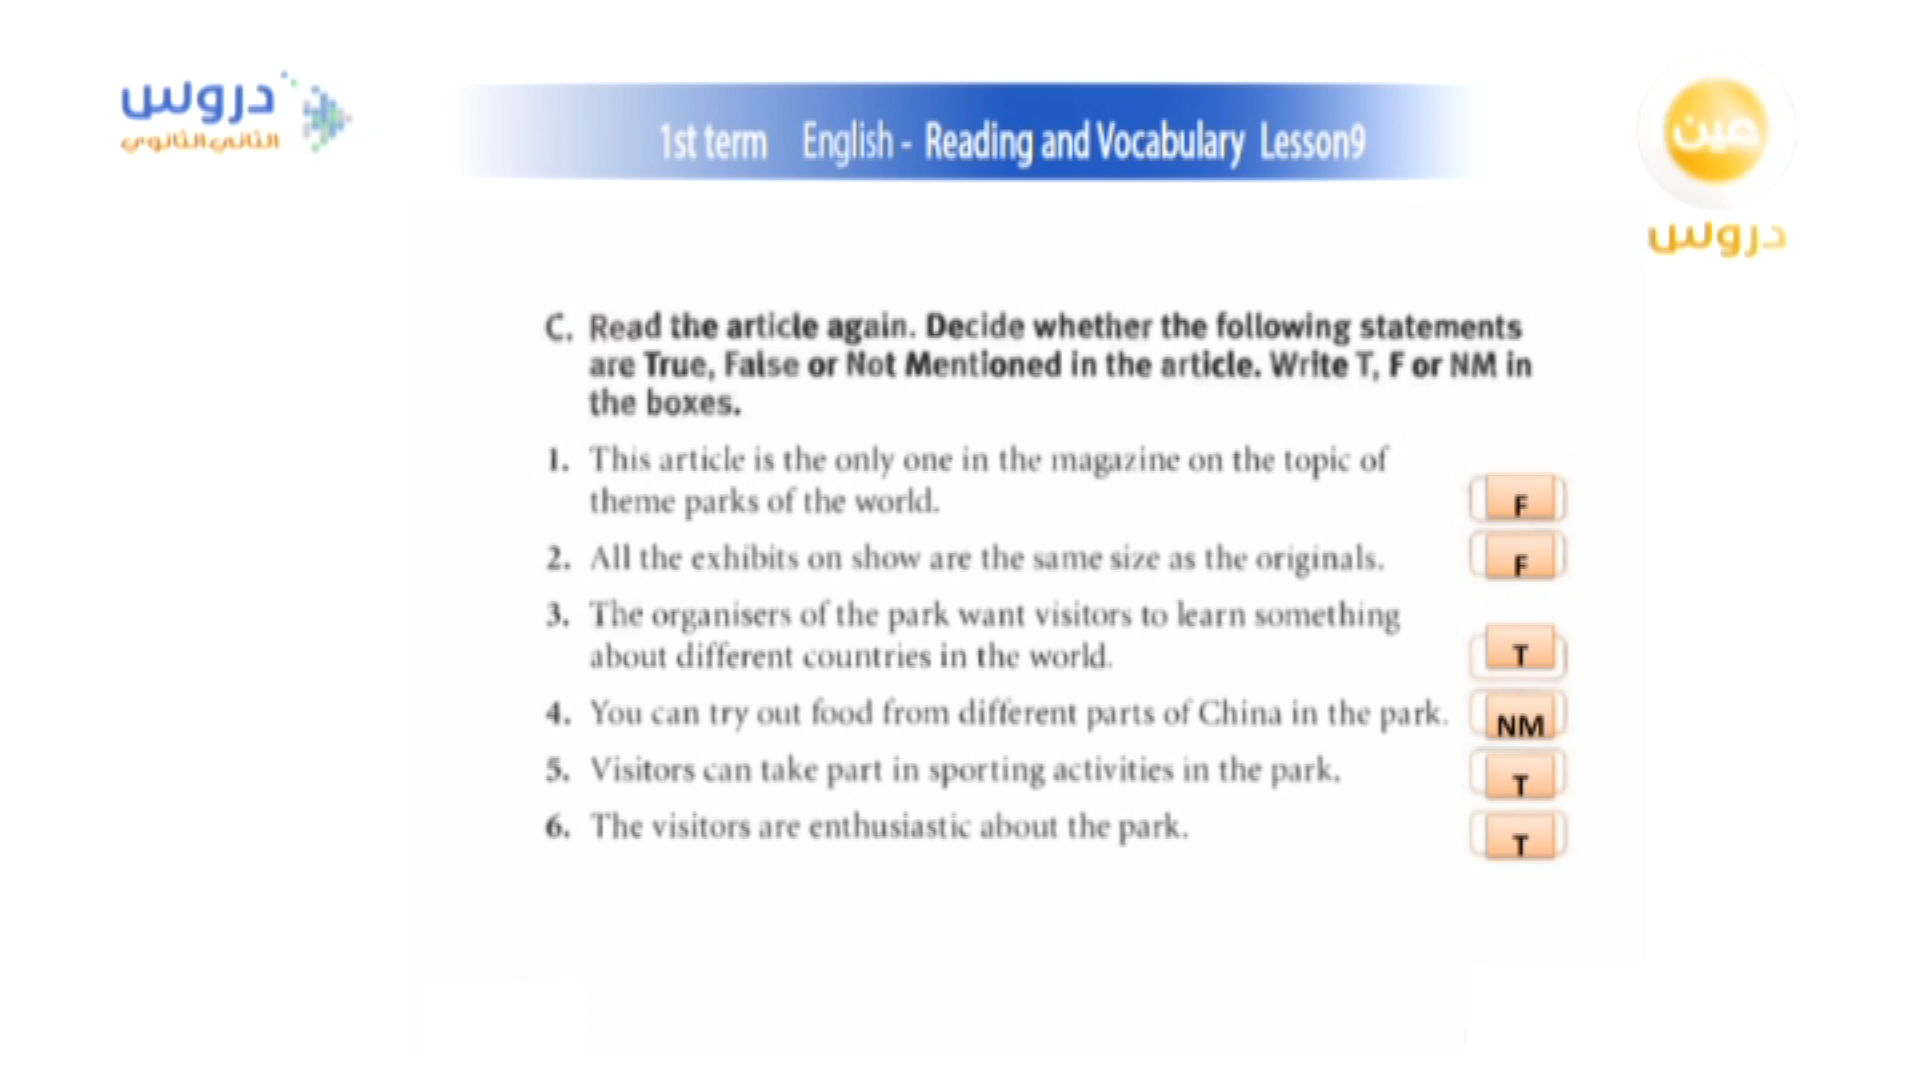 دروس
الثاني الثانوي
1st term English - Reading and Vocabulary Lesson9
عين
دروس
C. Read the article again. Decide whether the following statements
are True, False or Not Mentioned in the article. Write T, F or NM in
the boxes.
1. This article is the only one in the magazine on the topic of
theme parks of the world.
F
2. All the exhibits on show are the same size as the originals.
F
3. The organisers of the park want visitors to learn something
about different countries in the world.
T
4. You can try out food from different parts of China in the park.
NM
5. Visitors can take part in sporting activities in the park.
T
6. The visitors are enthusiastic about the park.
T